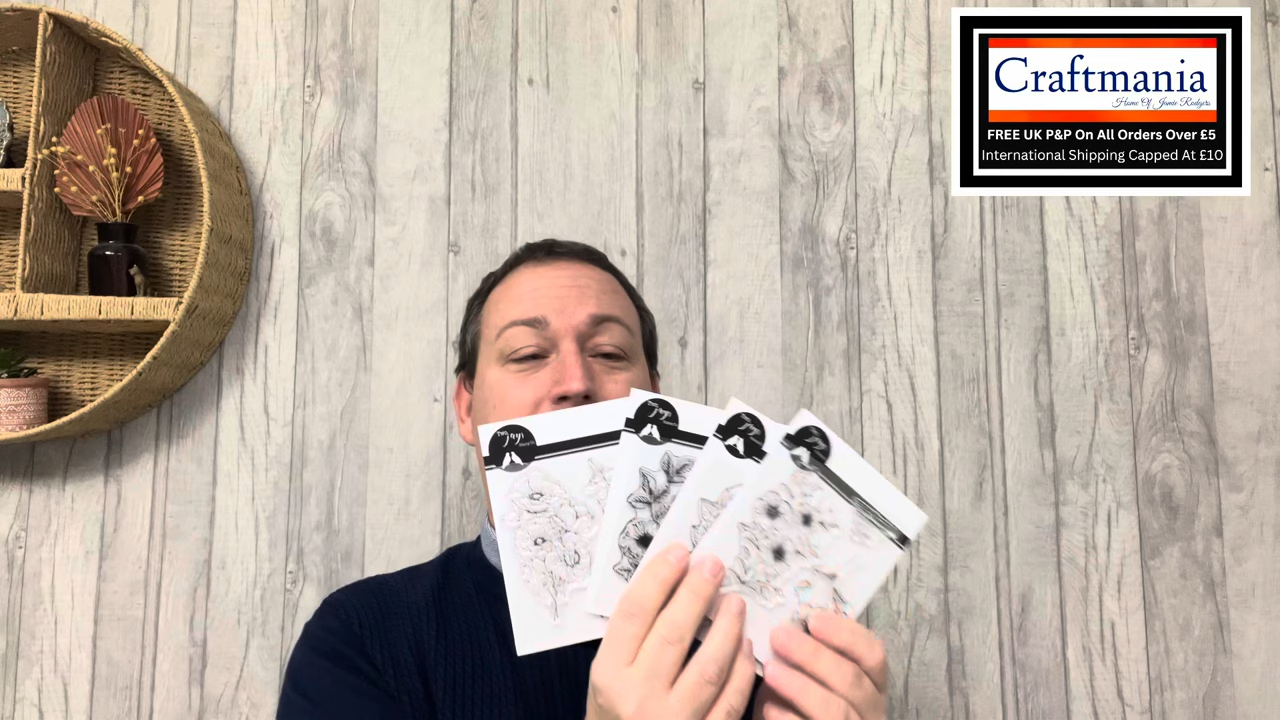 Craftmania
Home Of Jamie Rodgers
FREE UK P&P On All Orders Over £5
International Shipping Capped At £10